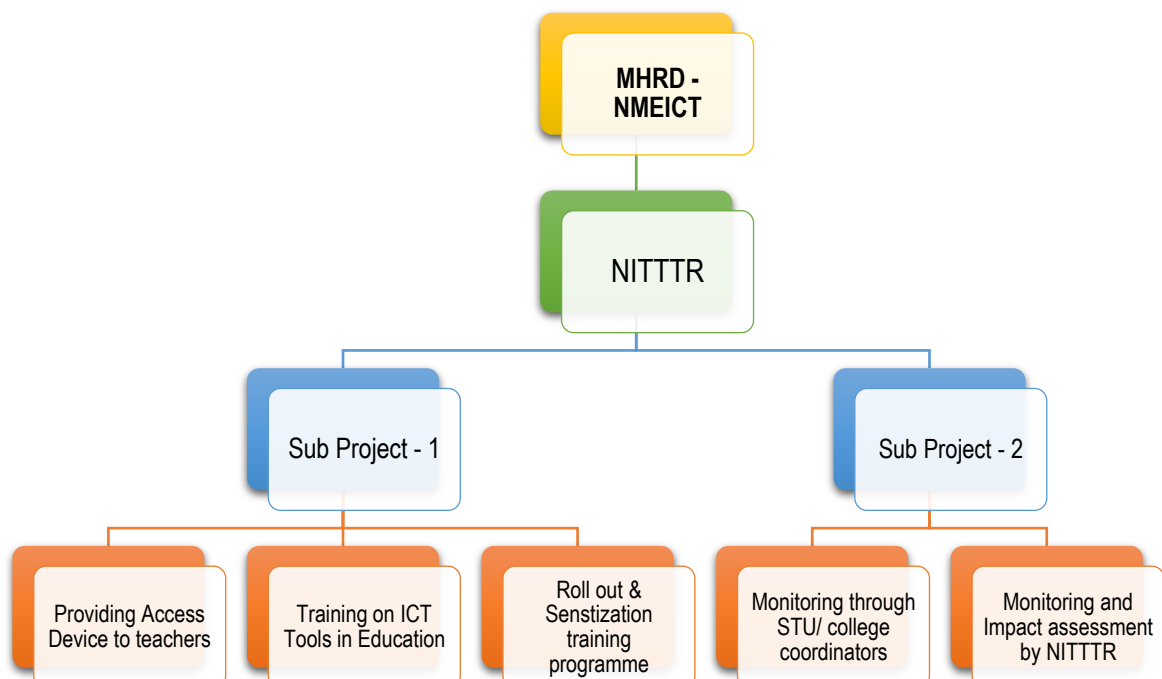 MHRD -
NMEICT
NITTTR
Sub Project - 1
Sub Project - 2
Providing Access
Device to teachers
Training on ICT
Tools in Education
Roll out &
Senstization
training
programme
Monitoring through
STU/ college
coordinators
Monitoring and
Impact assessment
by NITTTR